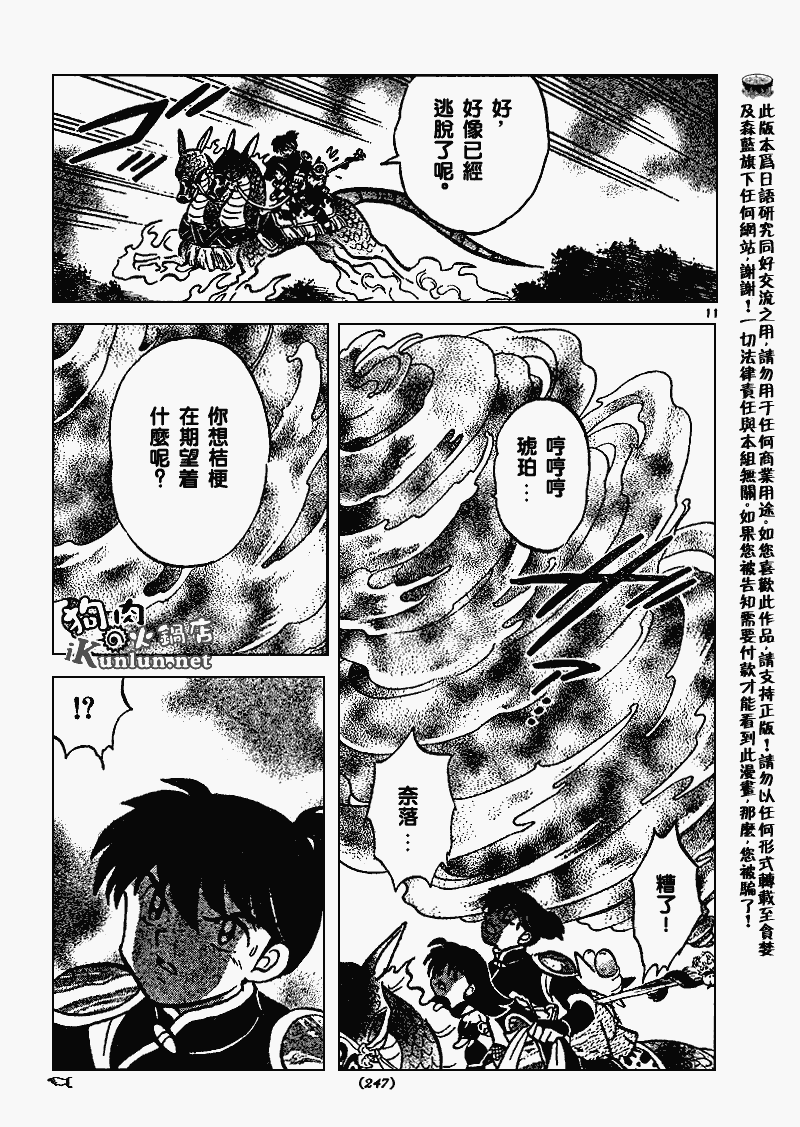 好,
好像已經
逃脫了呢。
11
哼哼哼
琥珀…
奈落
…
糟了!
你想桔梗
在期望着
什麼呢?
狗肉の火鍋店
iKunlun.net
!?
(247)
此版本爲日語研究同好交流之用,請勿用于任何商業用途。如您喜歡此作品,請支持正版!請勿以任何形式轉載至貪婪
及森藍旗下任何網站,謝謝!一切法律責任與本組無關。如果您被告知需要付款才能看到此漫畫,那麼,您被騙了!